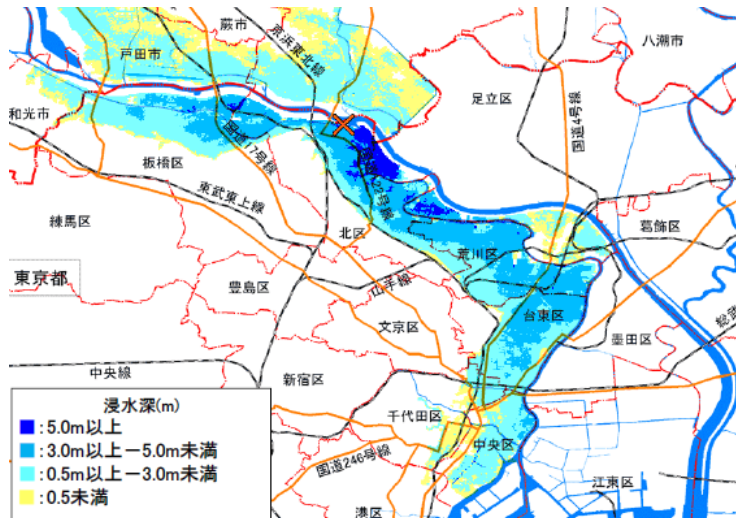 蕨市
京浜東北線
戸田市
八潮市
足立区
国道4号線
和光市
国道17号線
板橋区
東武東上線
国道122号線
練馬区
北区
荒川区
葛飾区
東京都
豊島区
山手線
文京区
台東区
墨田区
総武
中央線
新宿区
千代田区
中央区
国道246号線
江東区
港区
浸水深(m)
:5.0m以上
:3.0m以上-5.0m未満
:0.5m以上-3.0m未満
:0.5未満